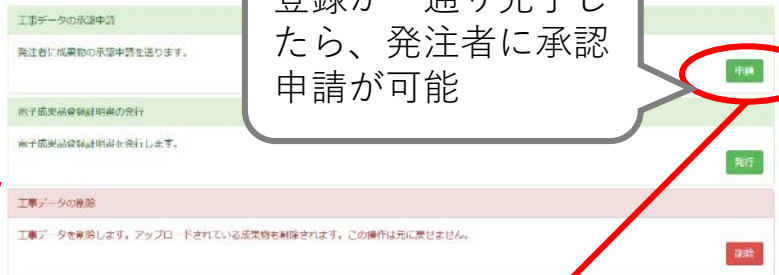 登録が一通り完了し
たら、発注者に承認
申請が可能
工事データの承認申請
発注者に成果物の承認申請を送ります。
申請
電子成果品登録証明書の発行
電子成果品登録証明書を発行します。
発行
工事データの削除
工事データを削除します。アップロードされている成果物も削除されます。この操作は元に戻せません。
削除